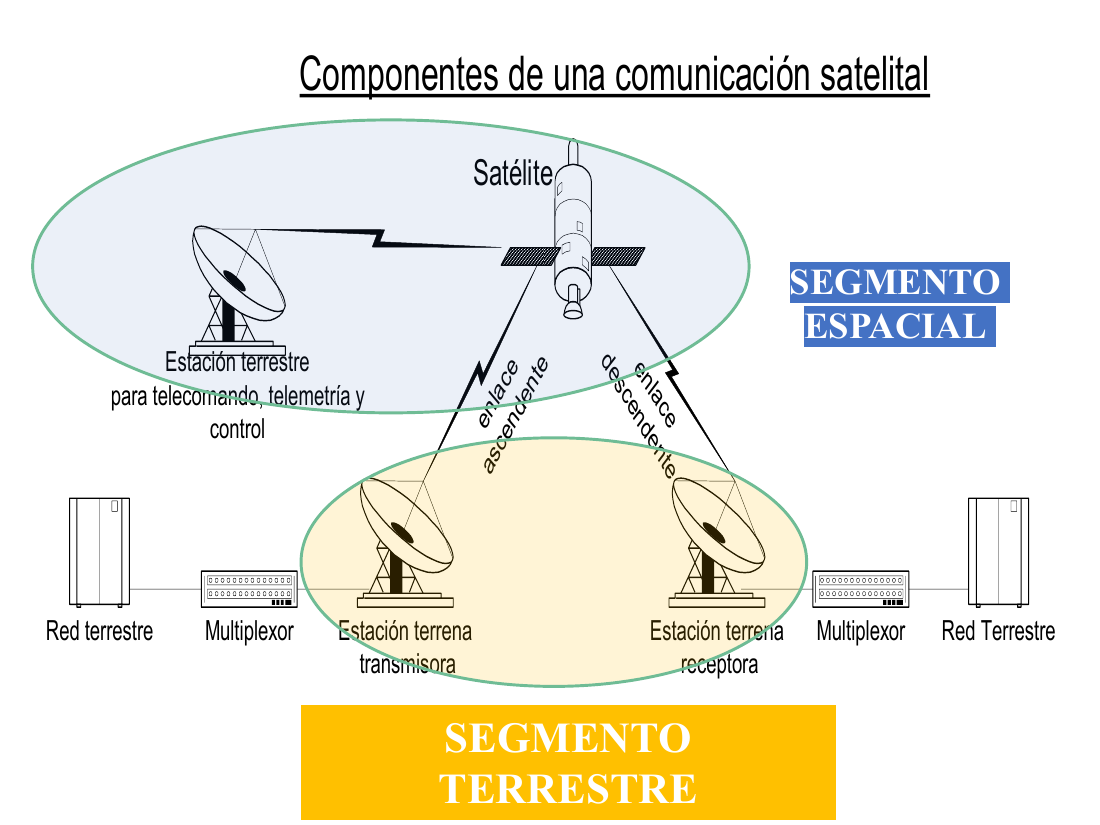 Componentes de una comunicación satelital
Satélite
SEGMENTO
ESPACIAL
Estación terrestre
para telecomando, telemetría y
control
enlace
ascendente
enlace
descendente
Red terrestre
Multiplexor
Estación terrena
transmisora
Estación terrena
receptora
Multiplexor
Red Terrestre
SEGMENTO
TERRESTRE